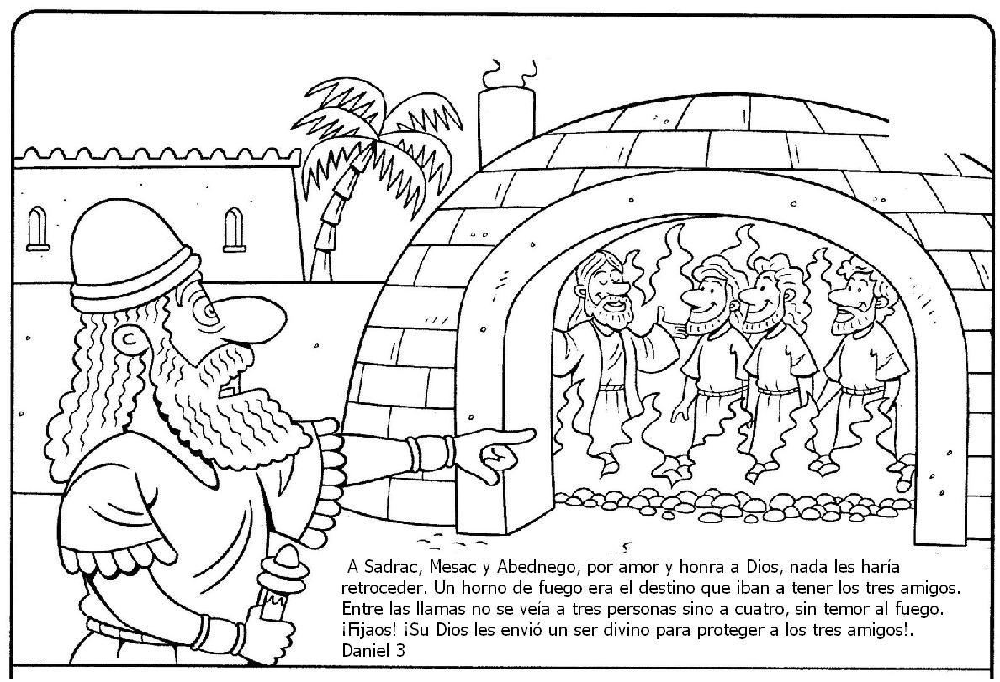 A Sadrac, Mesac y Abednego, por amor y honra a Dios, nada les haría
retroceder. Un horno de fuego era el destino que iban a tener los tres amigos.
Entre las llamas no se veía a tres personas sino a cuatro, sin temor al fuego.
¡Fijaos! ¡Su Dios les envió un ser divino para proteger a los tres amigos!.
Daniel 3